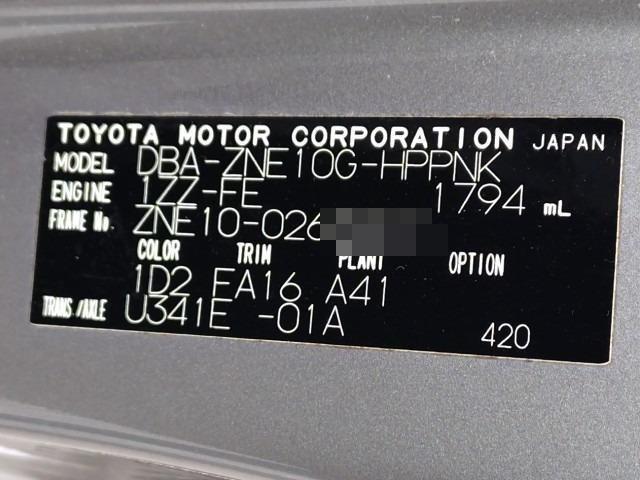 TOYOTA MOTOR CORPORATION JAPAN
MODEL DBA-ZNE10G-HPPNK
ENGINE 1ZZ-FE 1794 mL
FRAME No. ZNE10-026
COLOR TRIM PLANT OPTION
1D2 FA16 A41
TRANS./AXLE U341E -01A 420